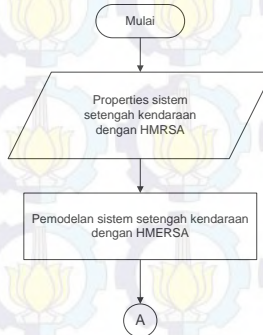 Mulai
Properties sistem
setengah kendaraan
dengan HMRSA
Pemodelan sistem setengah kendaraan
dengan HMERSA
A